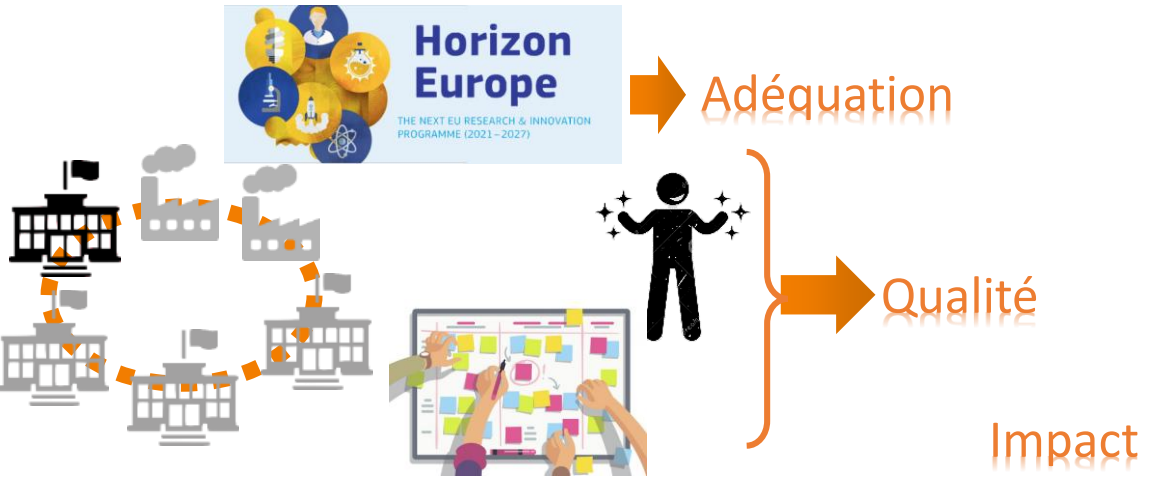 Horizon
Europe
THE NEXT EU RESEARCH & INNOVATION
PROGRAMME (2021–2027)
Adéquation
Qualité
Impact